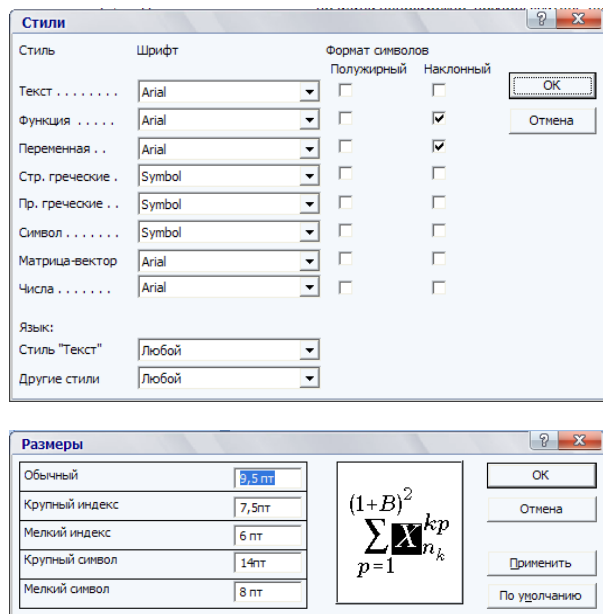 Стили
Стиль Шрифт Формат символов
Полужирный Наклонный
Текст . . . . . . . . Arial OK
Функция . . . . . Arial Отмена
Переменная . . Arial
Стр. греческие . Symbol
Пр. греческие . . Symbol
Символ . . . . . . . Symbol
Матрица-вектор Arial
Числа . . . . . . . Arial
Язык:
Стиль "Текст" Любой
Другие стили Любой
Размеры
Обычный 9,5 пт OK
Крупный индекс 7,5пт Отмена
Мелкий индекс 6 пт
Крупный символ 14пт Применить
Мелкий символ 8 пт По умолчанию
(1+B)²
∑ X kp
n k
p=1